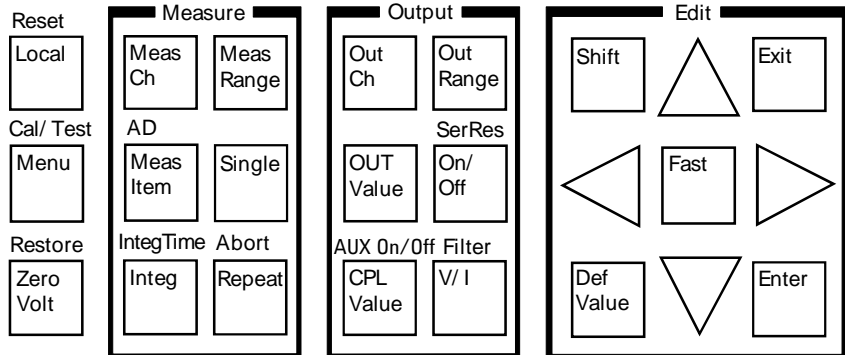 Measure
Output
Edit
Reset
Local
Meas
Ch
Meas
Range
Out
Ch
Out
Range
Shift
Exit
Cal/ Test
AD
SerRes
Menu
Meas
Item
Single
OUT
Value
On/
Off
Fast
Restore
IntegTime
Abort
AUX On/Off
Filter
Zero
Volt
Integ
Repeat
CPL
Value
V/ I
Def
Value
Enter